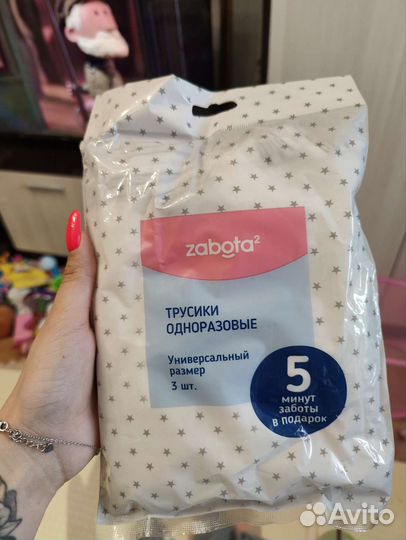 zabota²
ТРУСИКИ
ОДНОРАЗОВЫЕ
Универсальный
размер
3 шт.
5
минут
заботы
в подарок
Avito